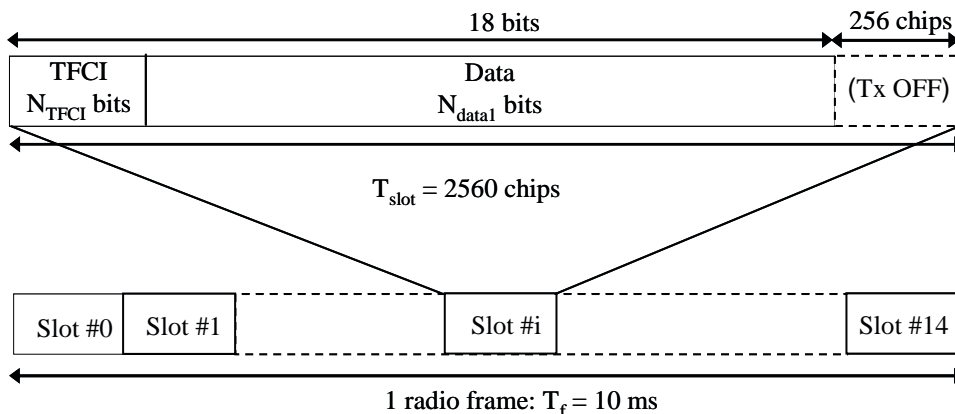 18 bits 256 chips
TFCI Data (Tx OFF)
N_TFCI bits N_data1 bits
T_slot = 2560 chips
Slot #0 Slot #1 Slot #i Slot #14
1 radio frame: T_f = 10 ms